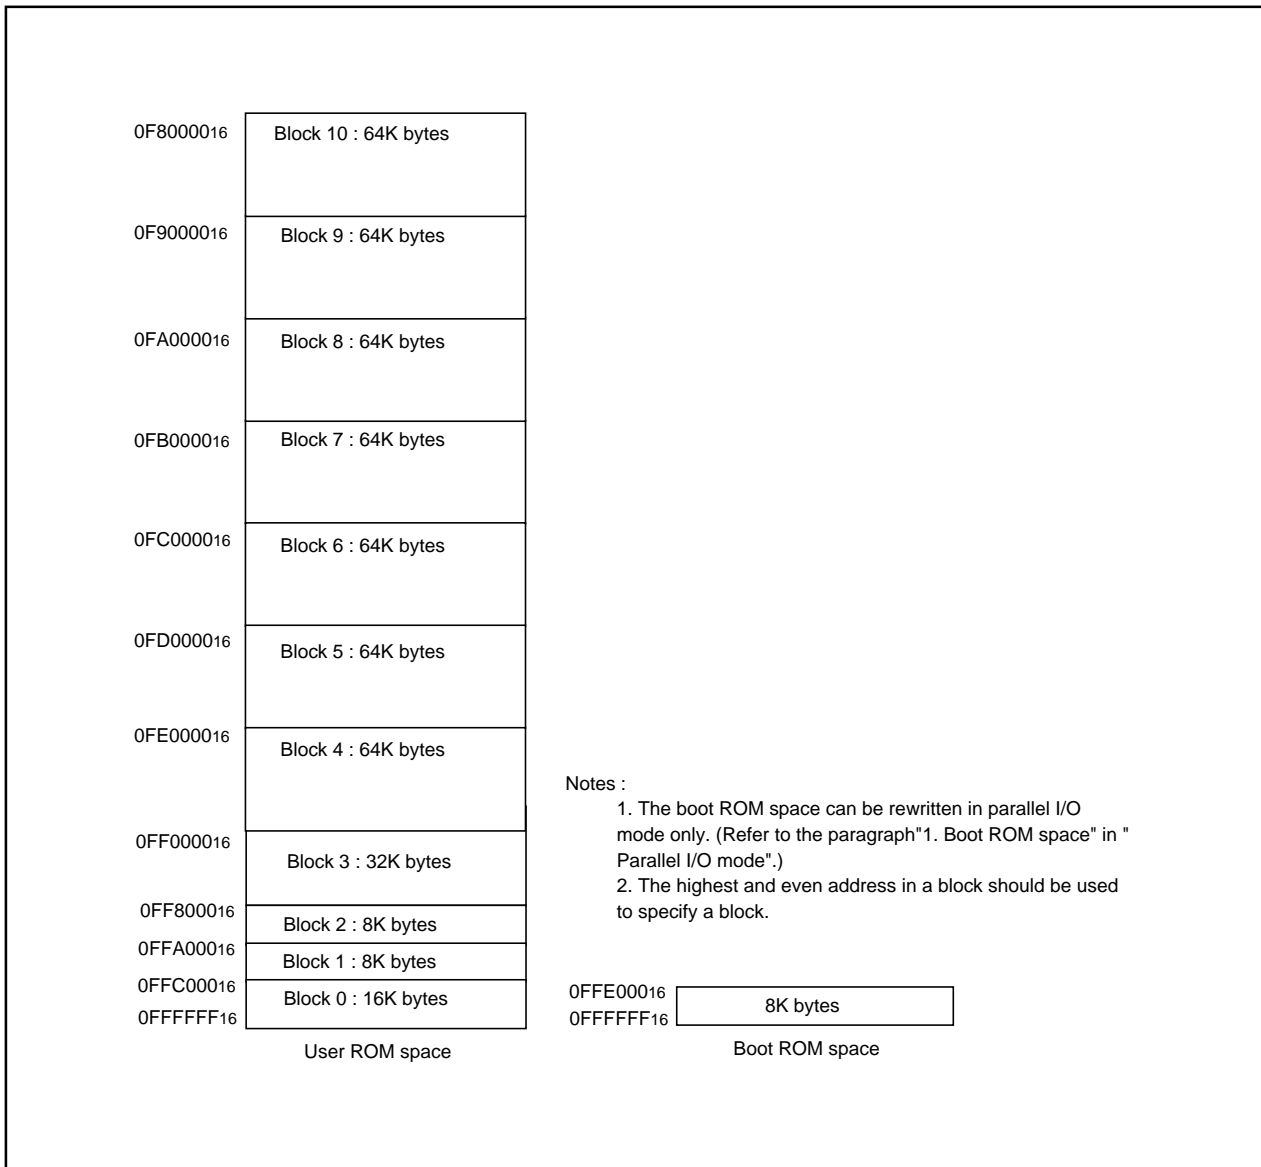 0F8000016
Block 10 : 64K bytes
0F9000016
Block 9 : 64K bytes
0FA000016
Block 8 : 64K bytes
0FB000016
Block 7 : 64K bytes
0FC000016
Block 6 : 64K bytes
0FD000016
Block 5 : 64K bytes
0FE000016
Block 4 : 64K bytes
0FF000016
Block 3 : 32K bytes
0FF800016
Block 2 : 8K bytes
0FFA00016
Block 1 : 8K bytes
0FFC00016
Block 0 : 16K bytes
0FFFFFF16
User ROM space
Notes :
1. The boot ROM space can be rewritten in parallel I/O
mode only. (Refer to the paragraph"1. Boot ROM space" in "
Parallel I/O mode".)
2. The highest and even address in a block should be used
to specify a block.
0FFE00016
8K bytes
0FFFFFF16
Boot ROM space